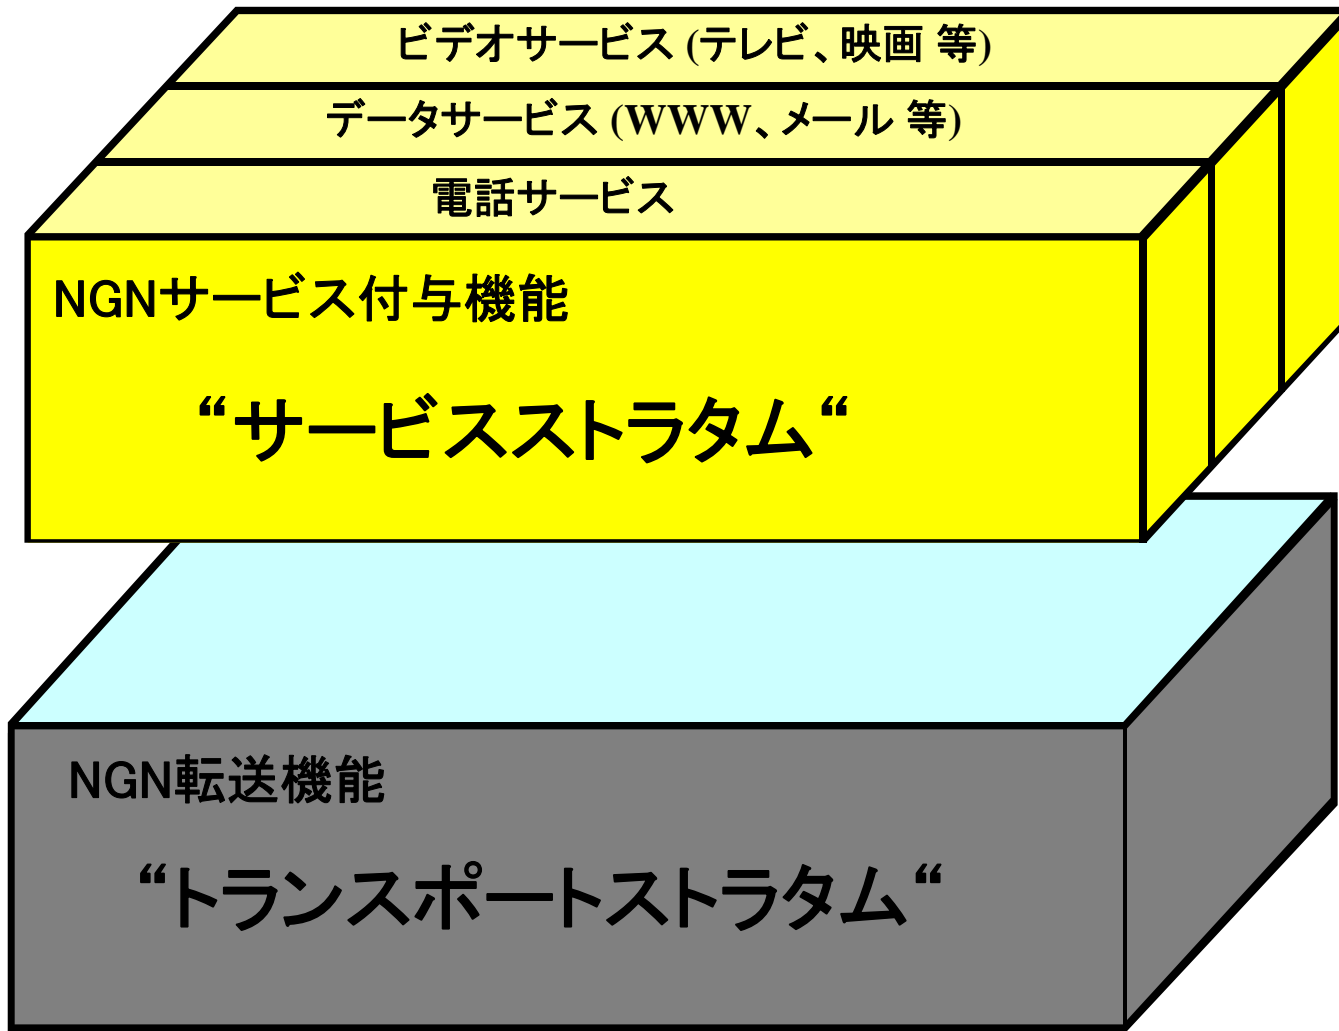 ビデオサービス (テレビ、映画 等)
データサービス (WWW、メール 等)
電話サービス
NGNサービス付与機能
“サービスストラタム“
NGN転送機能
“トランスポートストラタム“